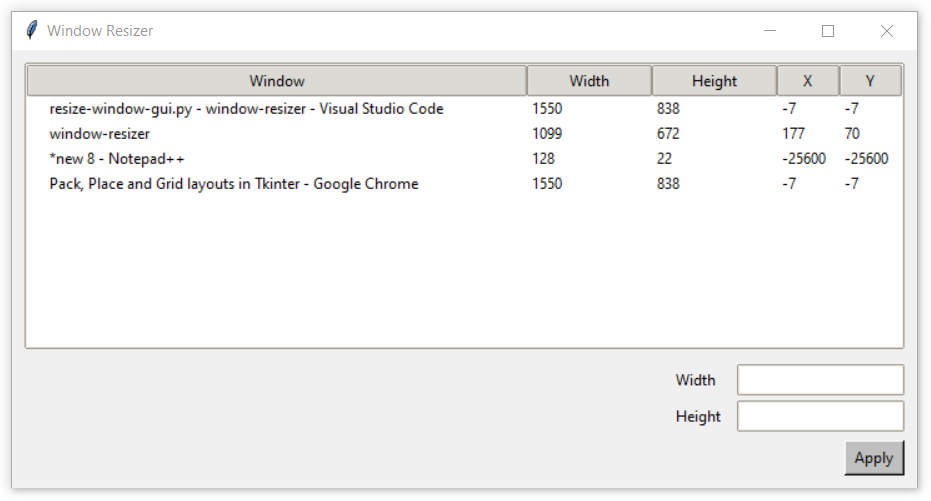 Window Resizer
Window Width Height X Y
resize-window-gui.py - window-resizer - Visual Studio Code 1550 838 -7 -7
window-resizer 1099 672 177 70
*new 8 - Notepad++ 128 22 -25600 -25600
Pack, Place and Grid layouts in Tkinter - Google Chrome 1550 838 -7 -7
Width
Height
Apply